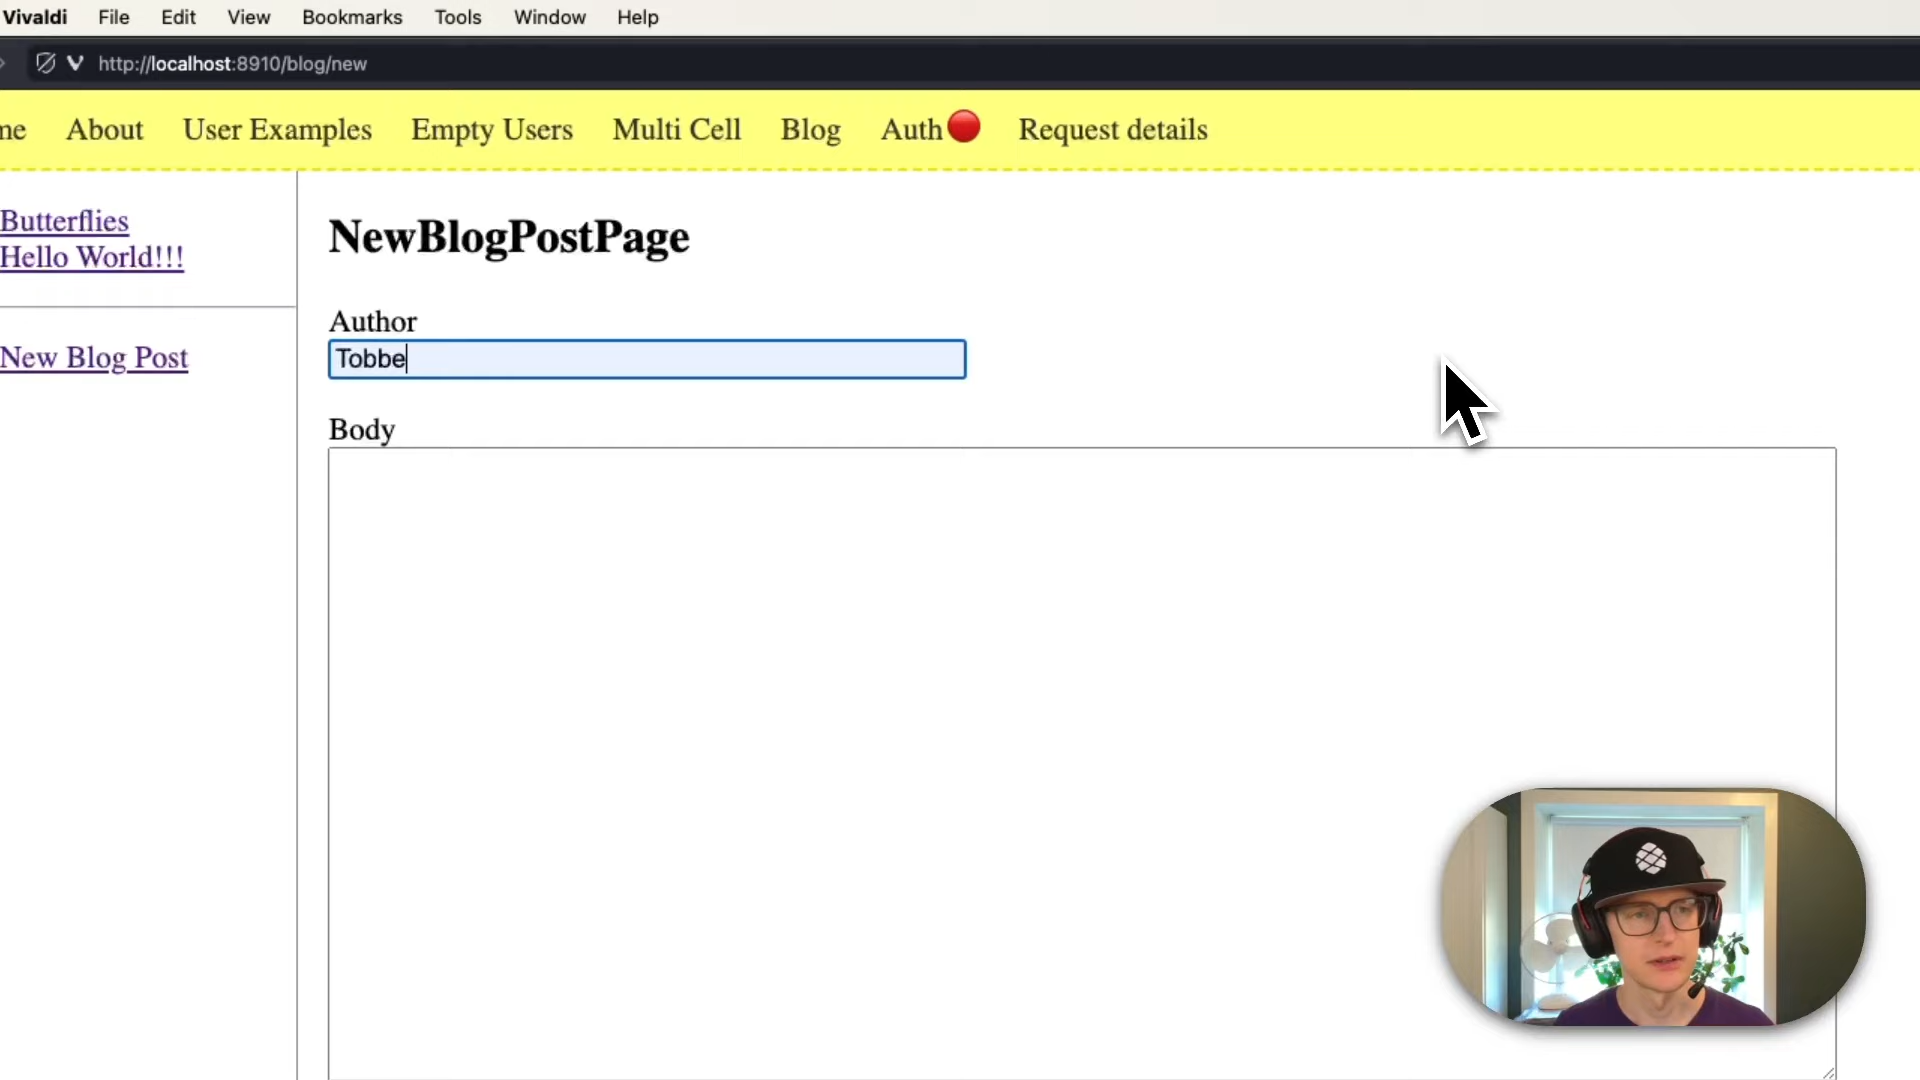 Vivaldi File Edit View Bookmarks Tools Window Help
http://localhost:8910/blog/new
me About User Examples Empty Users Multi Cell Blog Auth Request details
Butterflies
Hello World!!!
New Blog Post
NewBlogPostPage
Author
Tobbe
Body